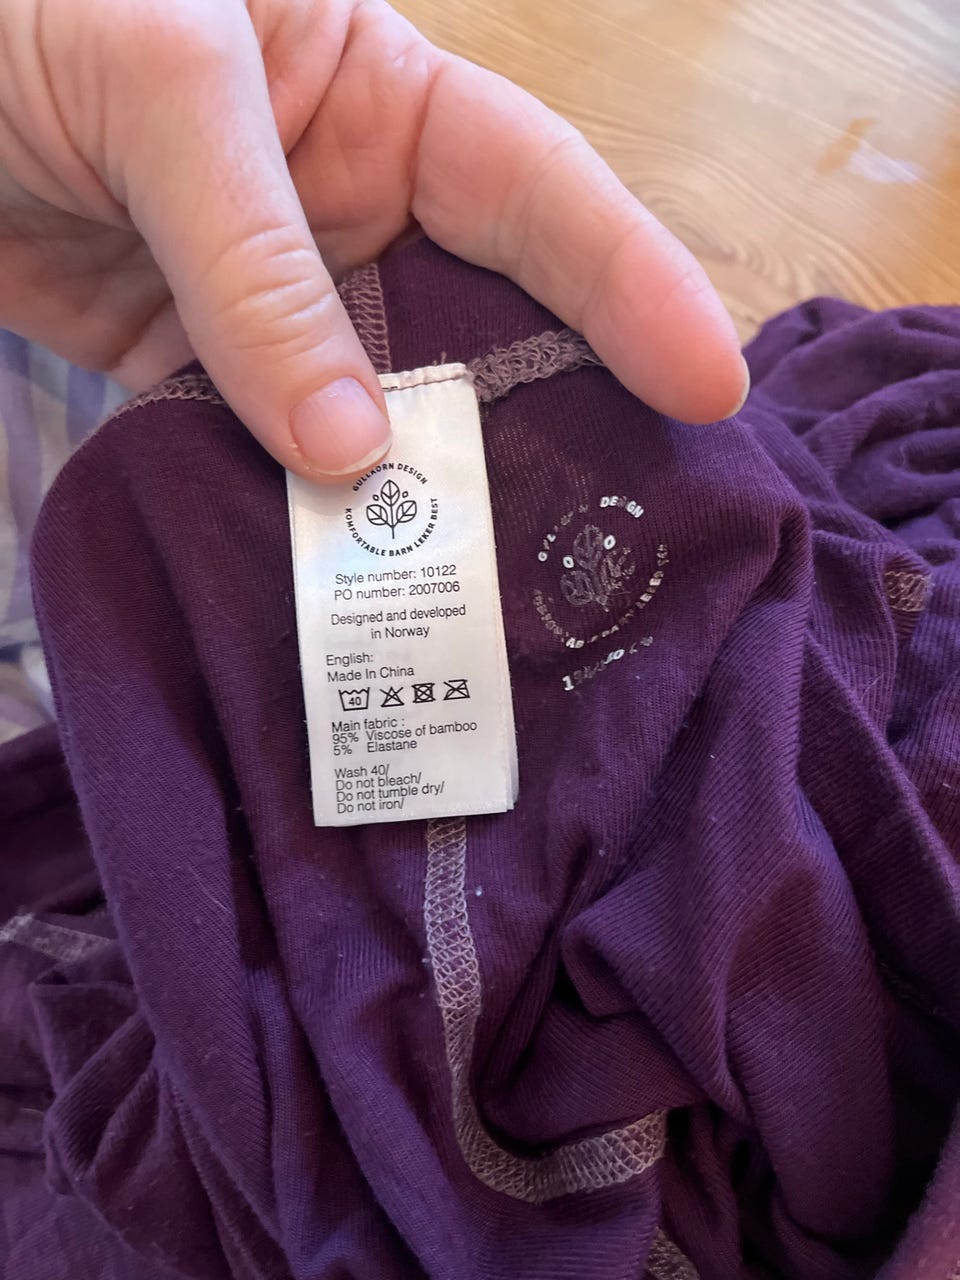 GULLKORN DESIGN
KOMFORTABLE BARN LEKER BEST
Style number: 10122
PO number: 2007006
Designed and developed
in Norway
English:
Made In China
40
Main fabric :
95% Viscose of bamboo
5% Elastane
Wash 40/
Do not bleach/
Do not tumble dry/
Do not iron/
DESIGN